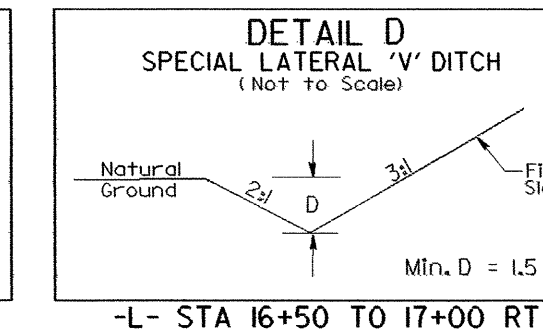 DETAIL D
SPECIAL LATERAL 'V' DITCH
(Not to Scale)
Natural
Ground
2:1
D
3:1
Min. D = 1.5
-L- STA 16+50 TO 17+00 RT